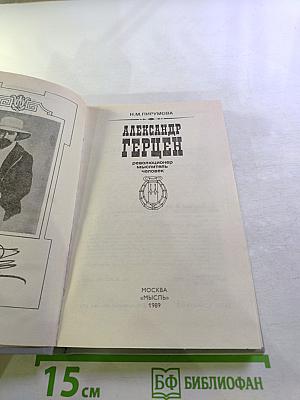 Н.М.ПИРУМОВА
АЛЕКСАНДР
ГЕРЦЕН
революционер
мыслитель
человек
МОСКВА
«МЫСЛЬ»
1989
15 см
БФ БИБЛИОФАН